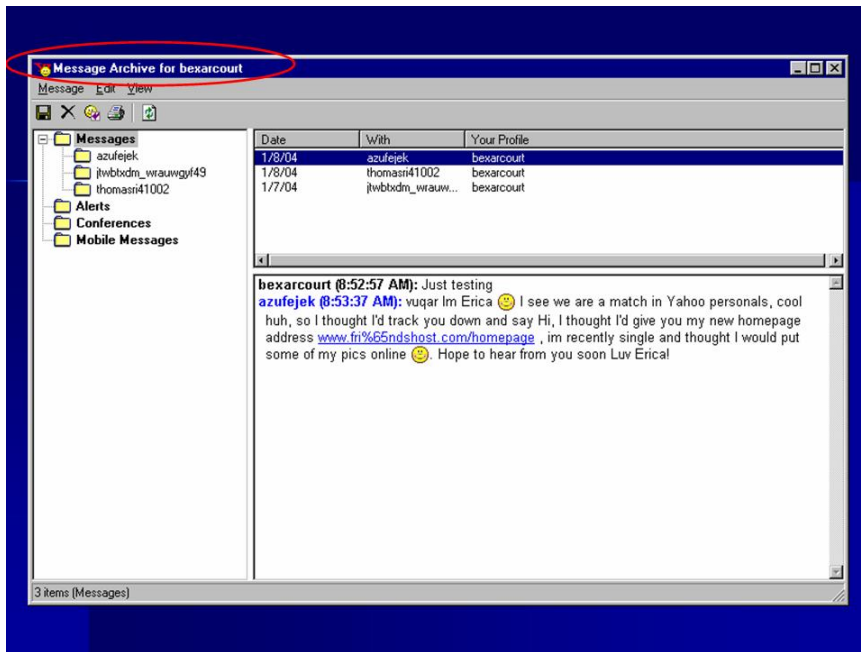 Message Archive for bexarcourt
Message Edit View
Messages
azufejek
jtwbtxdm_wrauwgyf49
thomasri41002
Alerts
Conferences
Mobile Messages
Date With Your Profile
1/8/04 azufejek bexarcourt
1/8/04 thomasri41002 bexarcourt
1/7/04 jtwbtxdm_wrauw... bexarcourt
bexarcourt (8:52:57 AM): Just testing
azufejek (8:53:37 AM): vuqar Im Erica I see we are a match in Yahoo personals, cool
huh, so I thought I'd track you down and say Hi, I thought I'd give you my new homepage
address www.fri%65ndshost.com/homepage , im recently single and thought I would put
some of my pics online . Hope to hear from you soon Luv Erica!
3 items (Messages)